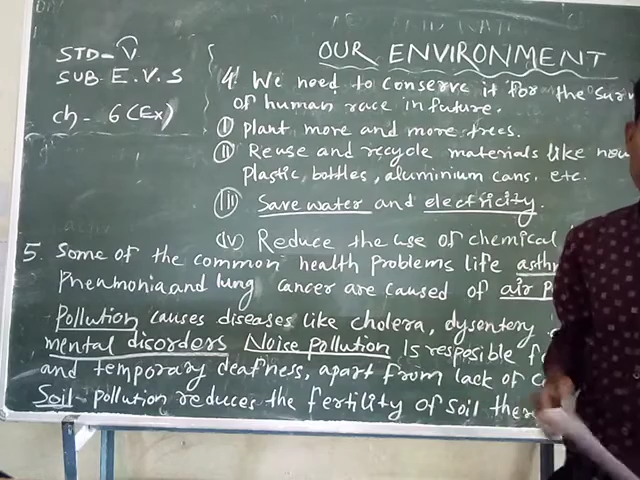 STD - V
SUB E.V.S
ch - 6 (Ex)
OUR ENVIRONMENT
4. We need to conserve it for the
of human race in future.
(i) plant more and more trees.
(ii) Reuse and recycle materials like
plastic, bottles, aluminium cans. etc.
(iii) Save water and electricity.
(iv) Reduce the use of chemical
5. Some of the common health problems life
Pneumonia and lung cancer are caused of air
Pollution causes diseases like cholera, dysentery
mental disorders Noise pollution Is resposible
and temporary deafness, apart from lack of
Soil - pollution reduces the fertility of soil